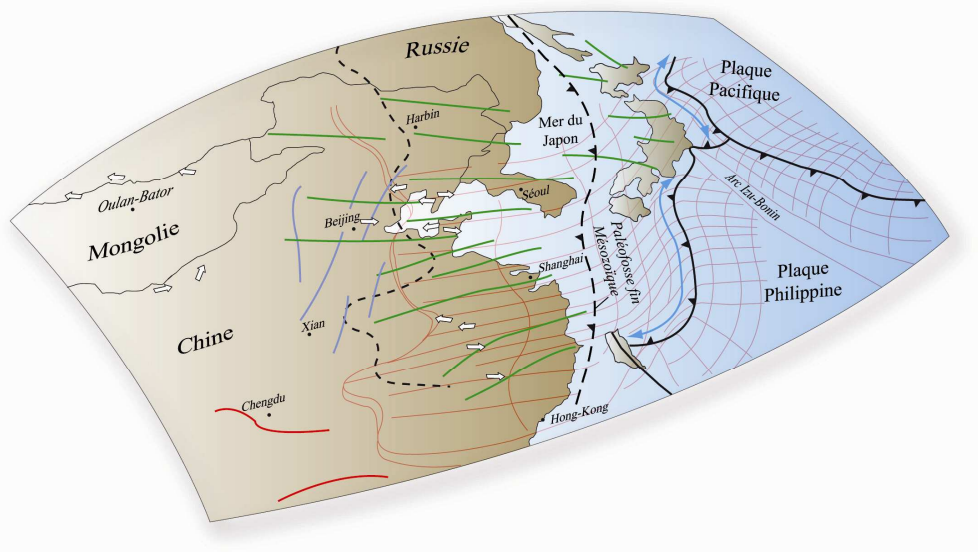 Russie
Plaque
Pacifique
Harbin
Mer du
Japon
Oulan-Bator
Séoul
Arc Izu-Bonin
Mongolie
Beijing
Paléofosse fin
Mésozoïque
Shanghai
Plaque
Philippine
Chine
Xian
Chengdu
Hong-Kong